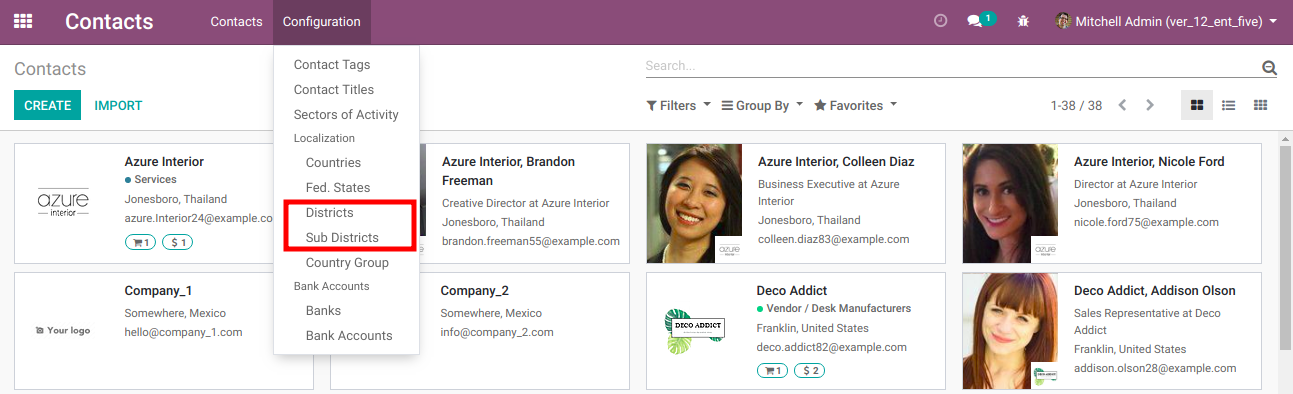 Contacts
Contacts
Configuration
1
Mitchell Admin (ver_12_ent_five)
Contacts
Search...
CREATE
IMPORT
Filters
Group By
Favorites
1-38 / 38
Contact Tags
Contact Titles
Sectors of Activity
Localization
Countries
Fed. States
Districts
Sub Districts
Country Group
Bank Accounts
Banks
Bank Accounts
azure
interior
Azure Interior
Services
Jonesboro, Thailand
azure.Interior24@example.co
1
$ 1
Azure Interior, Brandon
Freeman
Creative Director at Azure Interior
Jonesboro, Thailand
brandon.freeman55@example.com
azure
Azure Interior, Colleen Diaz
Business Executive at Azure
Interior
Jonesboro, Thailand
colleen.diaz83@example.com
azure
Azure Interior, Nicole Ford
Director at Azure Interior
Jonesboro, Thailand
nicole.ford75@example.com
Your logo
Company_1
Somewhere, Mexico
hello@company_1.com
Company_2
Somewhere, Mexico
info@company_2.com
DECO ADDICT
Deco Addict
Vendor / Desk Manufacturers
Franklin, United States
deco.addict82@example.com
1
$ 2
DECO ADDICT
Deco Addict, Addison Olson
Sales Representative at Deco
Addict
Franklin, United States
addison.olson28@example.com